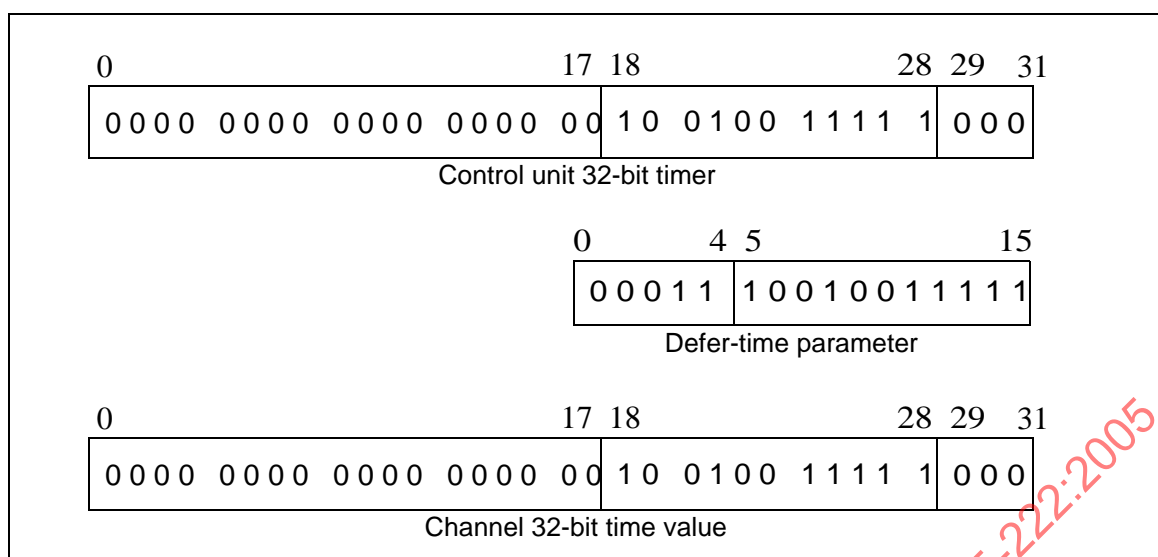 0 17 18 28 29 31
0000 0000 0000 0000 00 10 0100 1111 1 000
Control unit 32-bit timer
0 4 5 15
00011 10010011111
Defer-time parameter
0 17 18 28 29 31
0000 0000 0000 0000 00 10 0100 1111 1 000
Channel 32-bit time value
222:2005